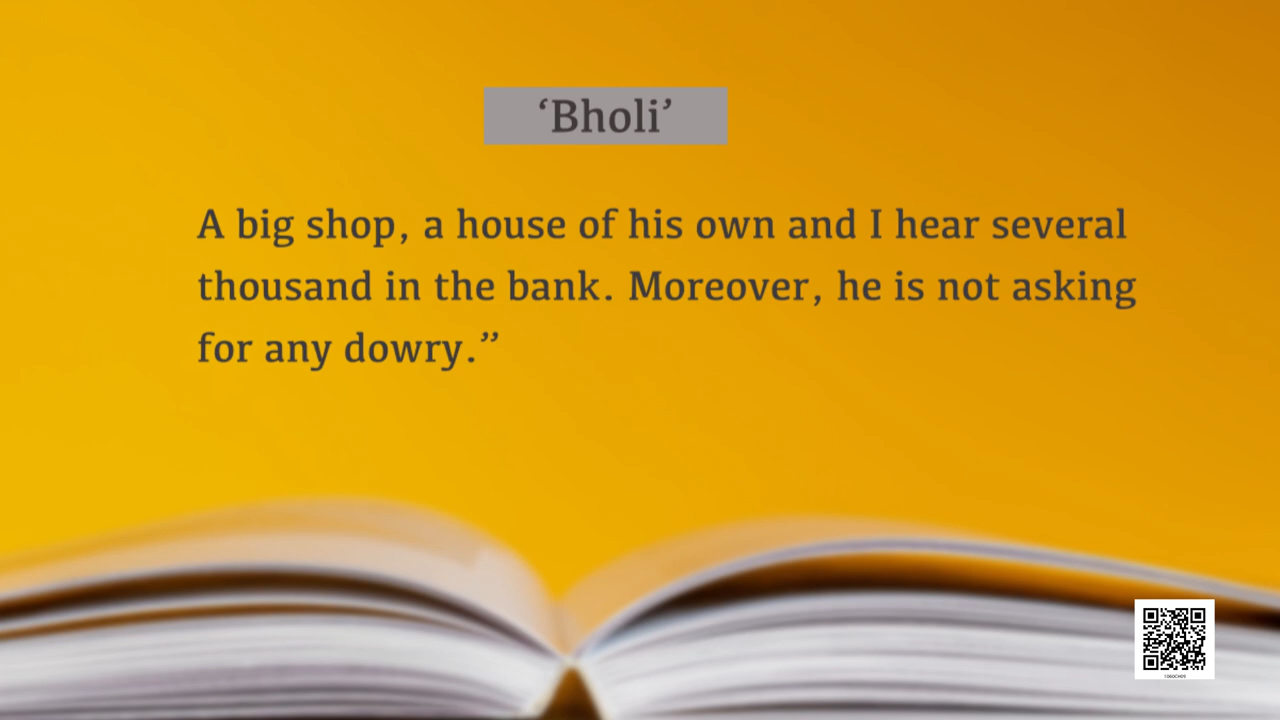 ‘Bholi’
A big shop, a house of his own and I hear several
thousand in the bank. Moreover, he is not asking
for any dowry.”